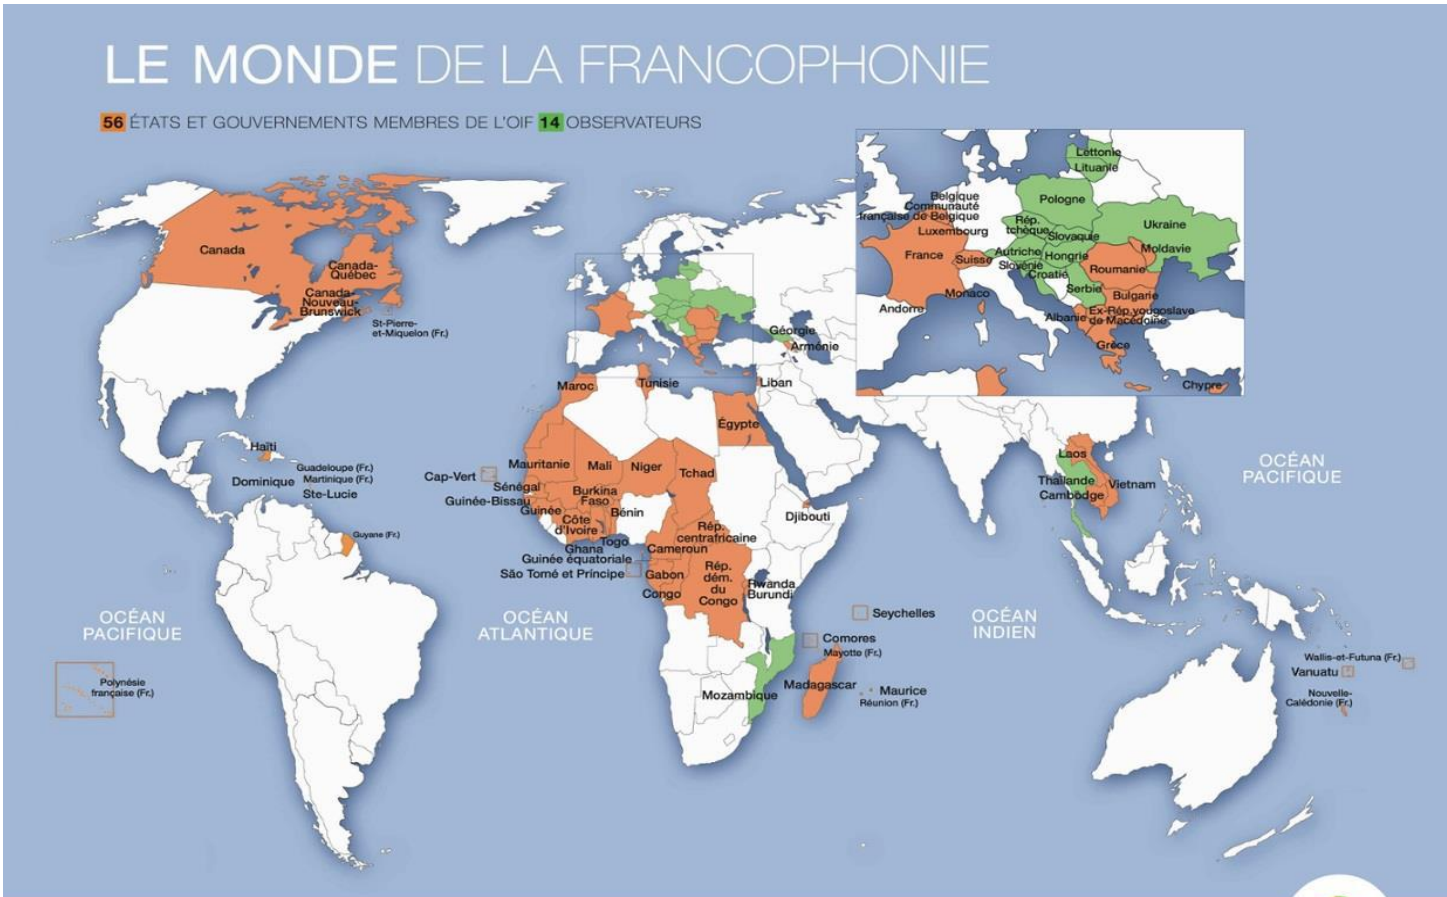 LE MONDE DE LA FRANCOPHONIE
56 ÉTATS ET GOUVERNEMENTS MEMBRES DE L'OIF 14 OBSERVATEURS
Canada
Canada-
Québec
Canada-
Nouveau-
Brunswick
St-Pierre-
et-Miquelon (Fr.)
Haïti
Guadeloupe (Fr.)
Martinique (Fr.)
Dominique
Ste-Lucie
Guyane (Fr.)
OCÉAN
PACIFIQUE
Polynésie
française (Fr.)
OCÉAN
ATLANTIQUE
Lettonie
Lituanie
Pologne
Belgique
Communauté
française de Belgique
Luxembourg
Rép.
tchèque
Slovaquie
Ukraine
France
Suisse
Autriche
Hongrie
Moldavie
Slovénie
Croatie
Roumanie
Serbie
Monaco
Bulgarie
Andorre
Albanie
Ex-Rép.yougoslave
de Macédoine
Grèce
Chypre
Géorgie
Arménie
Maroc
Tunisie
Liban
Égypte
Cap-Vert
Mauritanie
Mali
Niger
Tchad
Sénégal
Guinée-Bissau
Guinée
Burkina
Faso
Bénin
Côte
d'Ivoire
Togo
Ghana
Djibouti
Rép.
centrafricaine
Cameroun
Guinée équatoriale
São Tomé et Príncipe
Gabon
Congo
Rép.
dém.
du
Congo
Rwanda
Burundi
Seychelles
Comores
Mayotte (Fr.)
Mozambique
Madagascar
Maurice
Réunion (Fr.)
OCÉAN
INDIEN
Laos
Thaïlande
Vietnam
Cambodge
OCÉAN
PACIFIQUE
Wallis-et-Futuna (Fr.)
Vanuatu
Nouvelle-
Calédonie (Fr.)